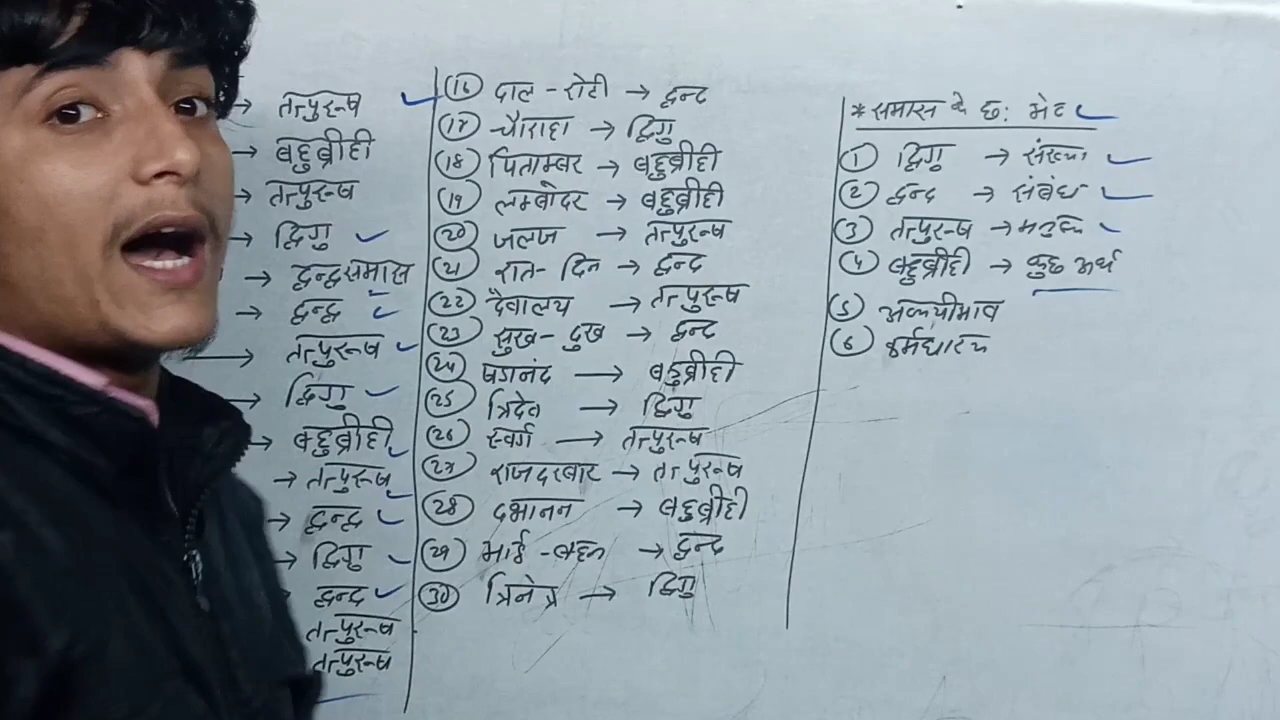 → तत्पुरूष
→ बहुब्रीही
→ तत्पुरूष
→ द्विगु
→ द्वन्द्वसमास
→ द्वन्द्व
→ तत्पुरूष
→ द्विगु
→ बहुब्रीही
→ तत्पुरूष
→ द्वन्द्व
→ द्विगु
द्वन्द
तत्पुरूष
तत्पुरूष
(16) दाल - रोटी → द्वन्द
(17) चौराहा → द्विगु
(18) पिताम्बर → बहुब्रीही
(19) लम्बोदर → बहुब्रीही
(20) जलज → तत्पुरूष
(21) रात - दिन → द्वन्द
(22) दैवालय → तत्पुरूष
(23) सुख - दुख → द्वन्द
(24) षडानंद → बहुब्रीही
(25) त्रिदेव → द्विगु
(26) स्वर्ग → तत्पुरूष
(27) राजदरबार → तत्पुरूष
(28) दशानन → बहुब्रीही
(29) भाई - बहन → द्वन्द
(30) त्रिनेत्र → द्विगु
* समास के छ: भेद
(1) द्विगु → संख्या
(2) द्वन्द → संबंध
(3) तत्पुरूष →
(4) बहुब्रीही → कुछ अर्थ
(5) अव्ययीभाव
(6) कर्मधारय